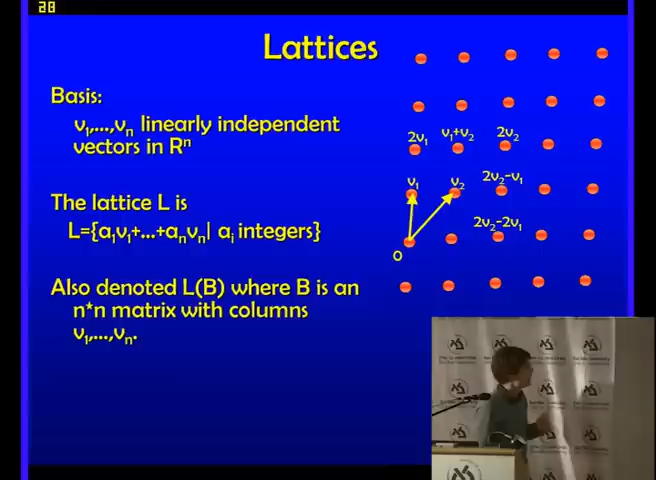 28
Lattices
Basis:
v₁,...,vₙ linearly independent
vectors in Rⁿ
The lattice L is
L={a₁v₁+...+aₙvₙ| aᵢ integers}
Also denoted L(B) where B is an
n*n matrix with columns
v₁,...,vₙ.
2v₁ v₁+v₂ 2v₂
v₁ v₂ 2v₂-v₁
2v₂-2v₁
0